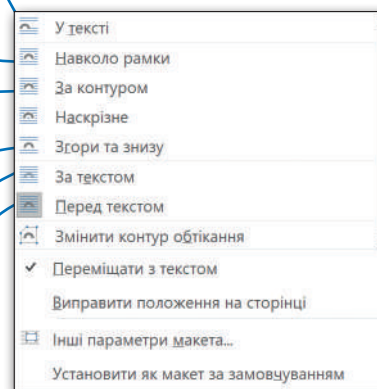 У тексті
Навколо рамки
За контуром
Наскрізне
Згори та знизу
За текстом
Перед текстом
Змінити контур обтікання
Переміщати з текстом
Виправити положення на сторінці
Інші параметри макета...
Установити як макет за замовчуванням